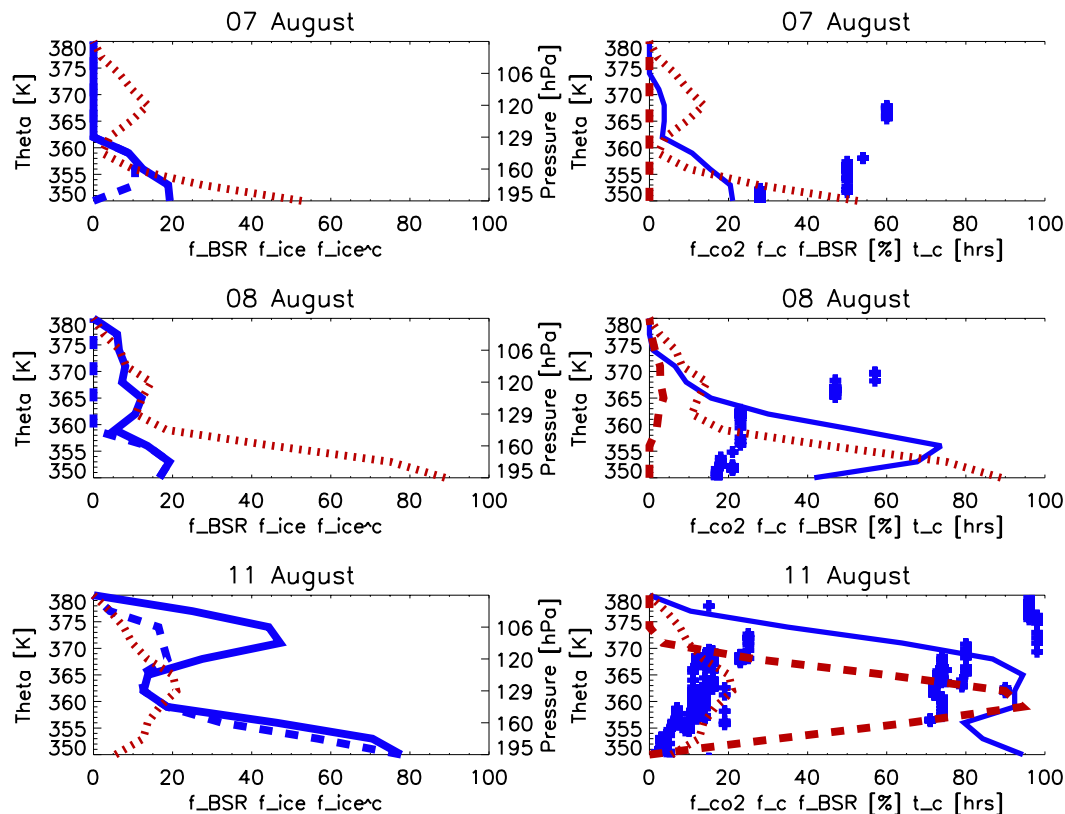 07 August
380
375
370
365
360
355
350
Theta [K]
106
120
129
160
195
Pressure [hPa]
0 20 40 60 80 100
f_BSR f_ice f_ice^c
07 August
380
375
370
365
360
355
350
Theta [K]
0 20 40 60 80 100
f_co2 f_c f_BSR [%] t_c [hrs]
08 August
380
375
370
365
360
355
350
Theta [K]
106
120
129
160
195
Pressure [hPa]
0 20 40 60 80 100
f_BSR f_ice f_ice^c
08 August
380
375
370
365
360
355
350
Theta [K]
0 20 40 60 80 100
f_co2 f_c f_BSR [%] t_c [hrs]
11 August
380
375
370
365
360
355
350
Theta [K]
106
120
129
160
195
Pressure [hPa]
0 20 40 60 80 100
f_BSR f_ice f_ice^c
11 August
380
375
370
365
360
355
350
Theta [K]
0 20 40 60 80 100
f_co2 f_c f_BSR [%] t_c [hrs]